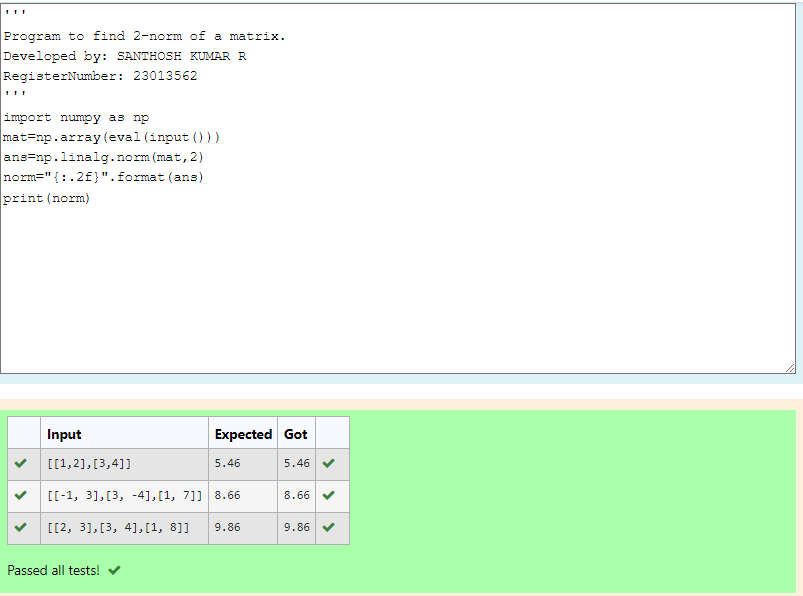 '''
Program to find 2-norm of a matrix.
Developed by: SANTHOSH KUMAR R
RegisterNumber: 23013562
'''
import numpy as np
mat=np.array(eval(input()))
ans=np.linalg.norm(mat,2)
norm="{:.2f}".format(ans)
print(norm)
Input Expected Got
[[1,2],[3,4]] 5.46 5.46
[[-1, 3],[3, -4],[1, 7]] 8.66 8.66
[[2, 3],[3, 4],[1, 8]] 9.86 9.86
Passed all tests!